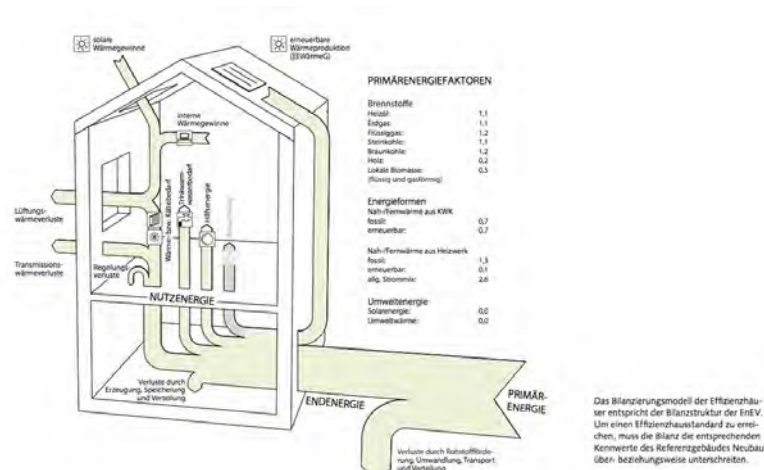 solare
Wärmegewinne
erneuerbare
Wärmeproduktion
(EEWärmeG)
interne
Wärmegewinne
Lüftungs-
wärmeverluste
Transmissions-
wärmeverluste
Regelungs-
verluste
Wärme- bzw. Kältebedarf
Trinkwarm-
wasserbedarf
Hilfsenergie
NUTZENERGIE
Verluste durch
Erzeugung, Speicherung
und Verteilung
ENDENERGIE
PRIMÄR-
ENERGIE
Verluste durch Rohstoffförde-
rung, Umwandlung, Transport
und Verteilung
PRIMÄRENERGIEFAKTOREN
Brennstoffe
Heizöl: 1,1
Erdgas: 1,1
Flüssiggas: 1,2
Steinkohle: 1,1
Braunkohle: 1,2
Holz: 0,2
Lokale Biomasse: 0,5
(flüssig und gasförmig)
Energieformen
Nah-/Fernwärme aus KWK
fossil: 0,7
erneuerbar: 0,7
Nah-/Fernwärme aus Heizwerk
fossil: 1,3
erneuerbar: 0,1
allg. Strommix: 2,6
Umweltenergie
Solarenergie: 0,0
Umweltwärme: 0,0
Das Bilanzierungsmodell der Effizienzhäu-
ser entspricht der Bilanzstruktur der EnEV.
Um einen Effizienzhausstandard zu errei-
chen, muss die Bilanz die entsprechenden
Kennwerte des Referenzgebäudes Neubau
über- beziehungsweise unterschreiten.